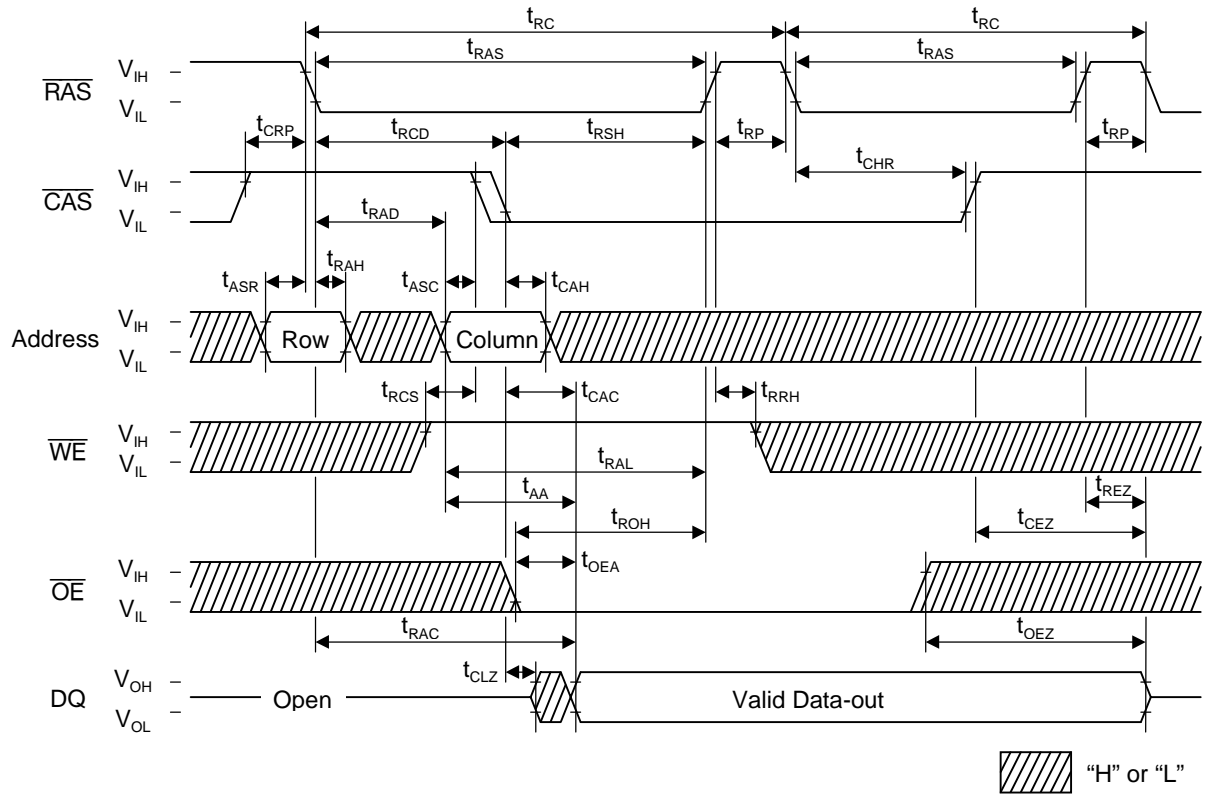 tRC tRC
tRAS tRAS
RAS VIH VIL
tCRP tRCD tRSH tRP tRP
tCHR
CAS VIH VIL
tRAD
tASR tRAH tASC tCAH
Address VIH VIL Row Column
tRCS tCAC tRRH
WE VIH VIL
tRAL
tAA tREZ
tROH tCEZ
tOEA
OE VIH VIL
tRAC tOEZ
tCLZ
DQ VOH VOL Open Valid Data-out
“H” or “L”